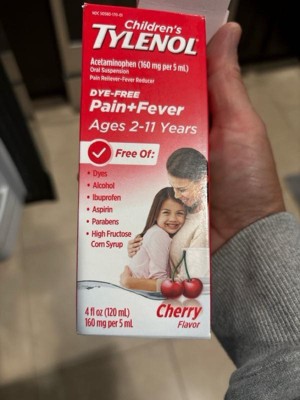 Children's
TYLENOL®
Acetaminophen (160 mg per 5 mL)
Oral Suspension
Pain Reliever-Fever Reducer
DYE-FREE
Pain+Fever
Ages 2-11 Years
Free Of:
• Dyes
• Alcohol
• Ibuprofen
• Aspirin
• Parabens
• High Fructose
Corn Syrup
4 fl oz (120 mL)
160 mg per 5 mL
Cherry
Flavor